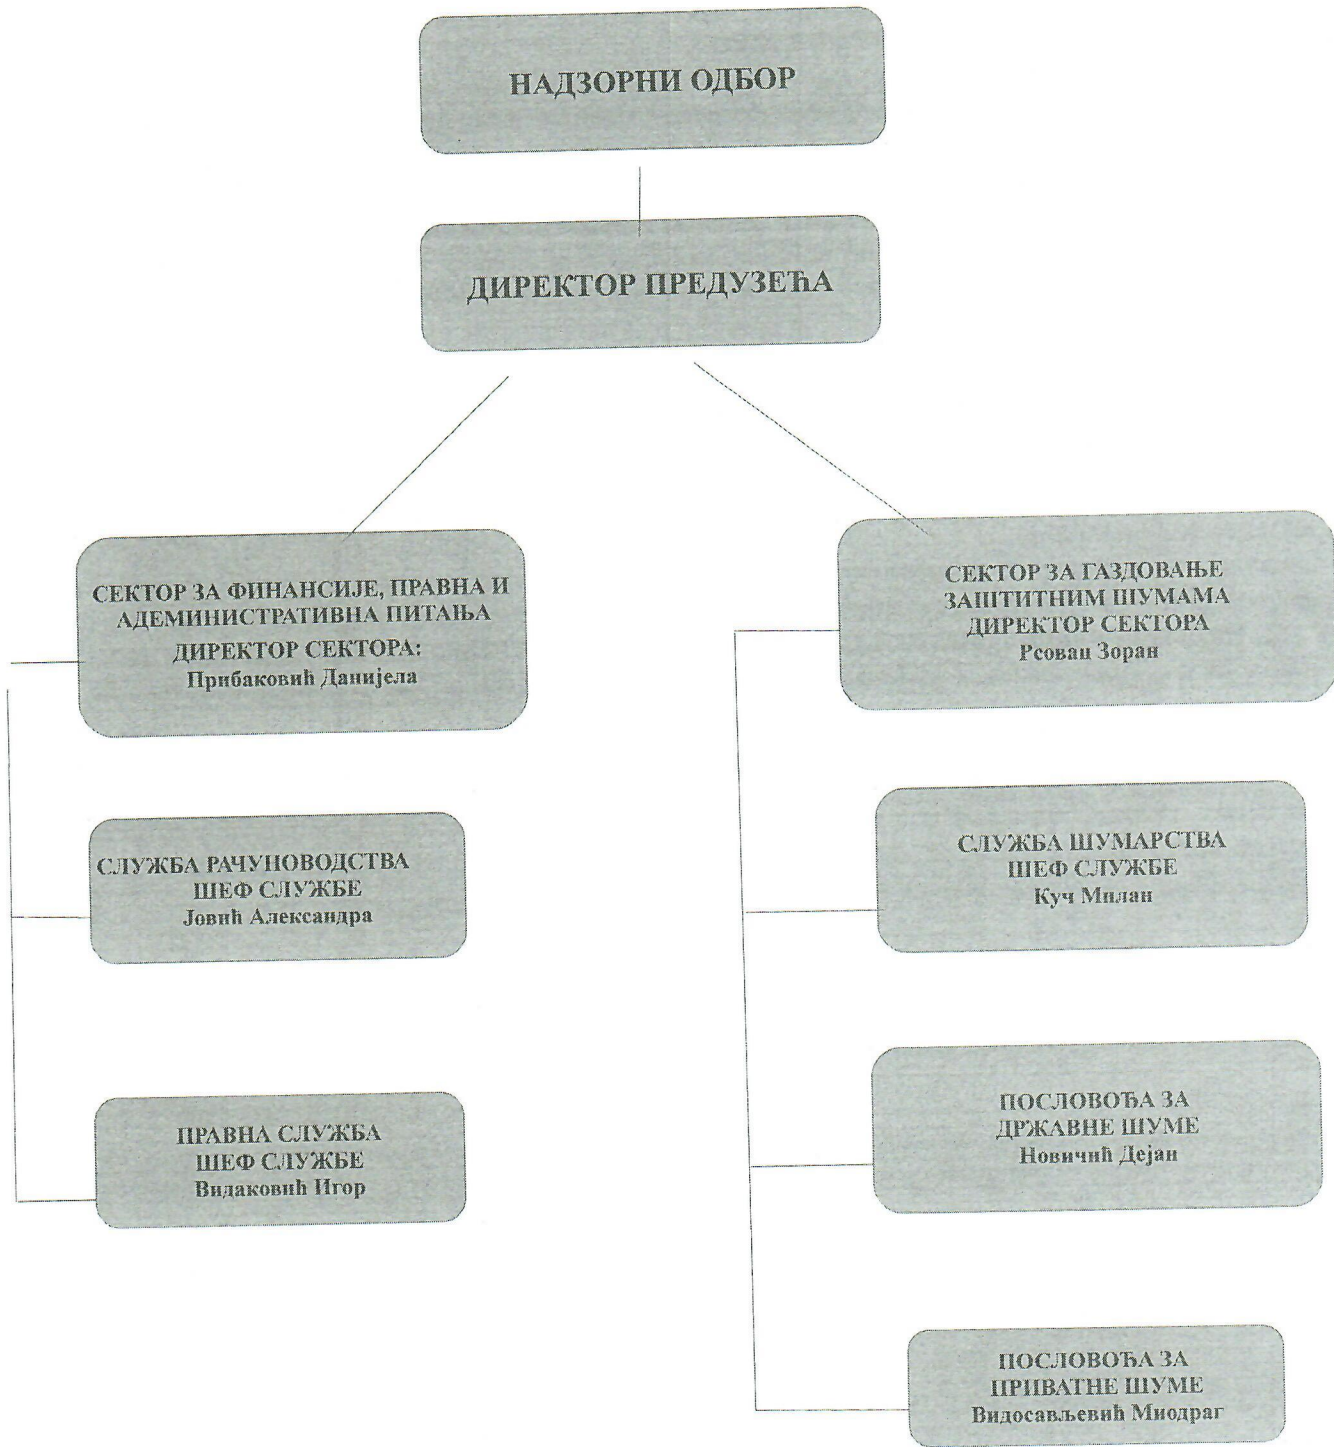 НАДЗОРНИ ОДБОР
ДИРЕКТОР ПРЕДУЗЕЋА
СЕКТОР ЗА ФИНАНСИЈЕ, ПРАВНА И
АДЕМИНИСТРАТИВНА ПИТАЊА
ДИРЕКТОР СЕКТОРА:
Прибаковић Данијела
СЛУЖБА РАЧУНОВОДСТВА
ШЕФ СЛУЖБЕ
Јовић Александра
ПРАВНА СЛУЖБА
ШЕФ СЛУЖБЕ
Видаковић Игор
СЕКТОР ЗА ГАЗДОВАЊЕ
ЗАШТИТНИМ ШУМАМА
ДИРЕКТОР СЕКТОРА
Рсовац Зоран
СЛУЖБА ШУМАРСТВА
ШЕФ СЛУЖБЕ
Куч Милан
ПОСЛОВОЂА ЗА
ДРЖАВНЕ ШУМЕ
Новичић Дејан
ПОСЛОВОЂА ЗА
ПРИВАТНЕ ШУМЕ
Видосављевић Миодраг